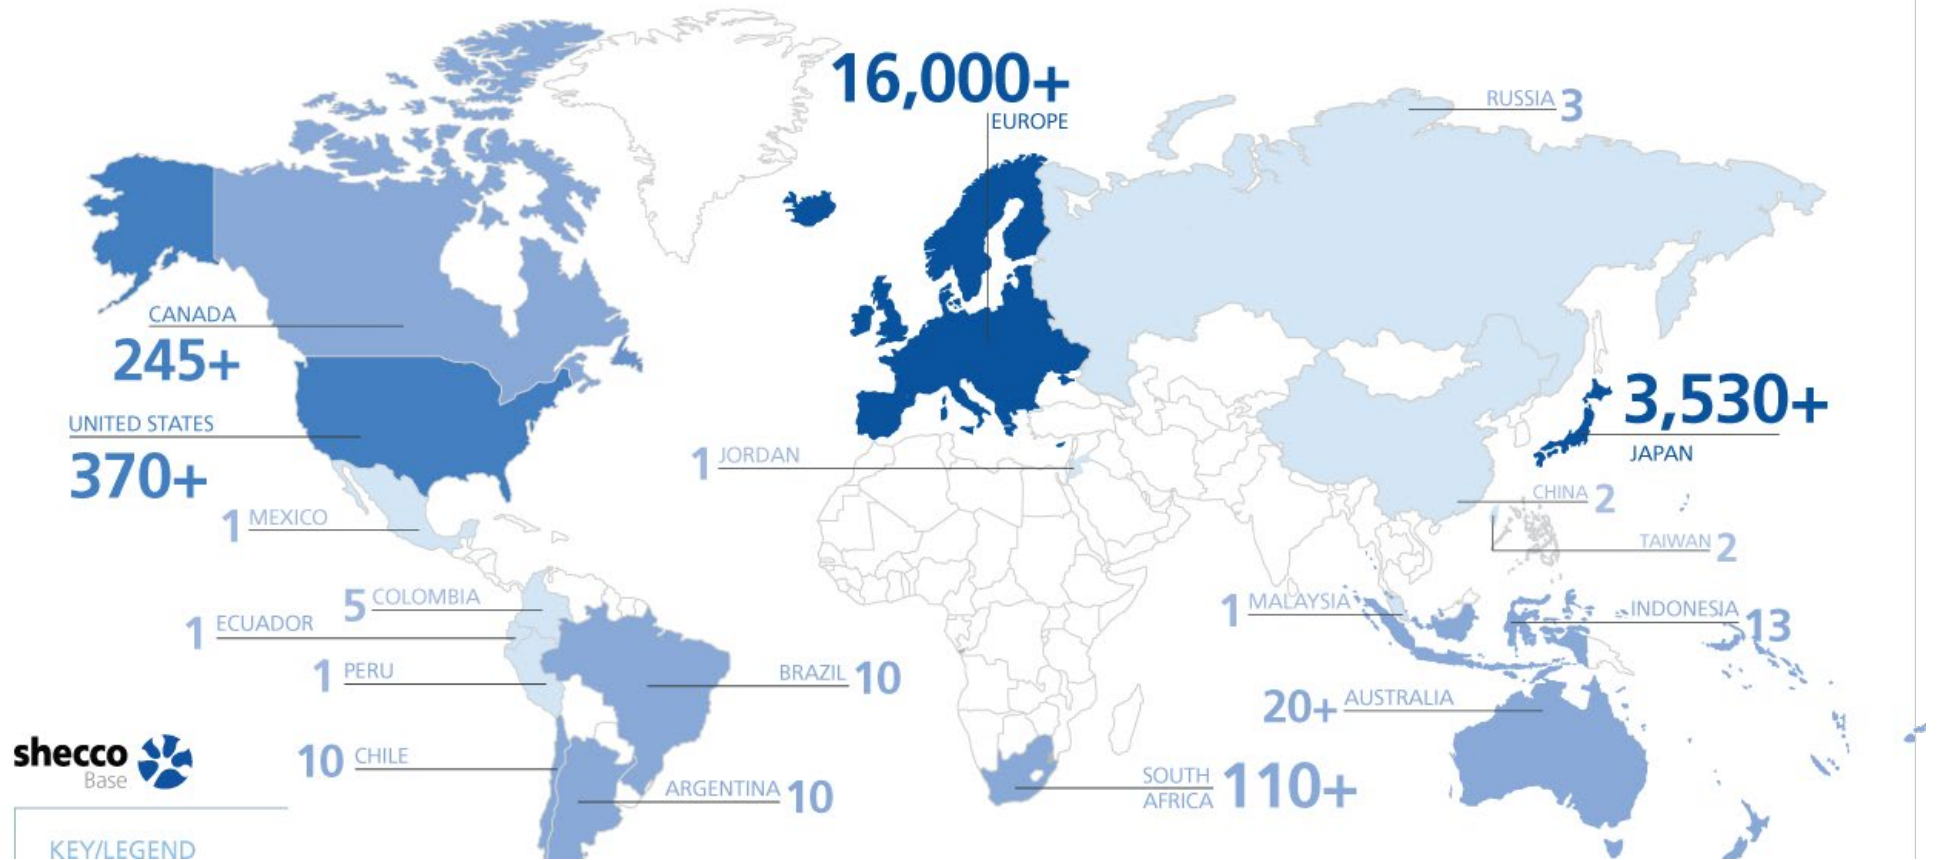 16,000+
EUROPE
RUSSIA 3
CANADA
245+
UNITED STATES
370+
3,530+
JAPAN
1 JORDAN
CHINA 2
1 MEXICO
TAIWAN 2
5 COLOMBIA
1 MALAYSIA
INDONESIA 13
1 ECUADOR
1 PERU
BRAZIL 10
20+ AUSTRALIA
shecco
Base
10 CHILE
ARGENTINA 10
SOUTH
AFRICA 110+
KEY/LEGEND